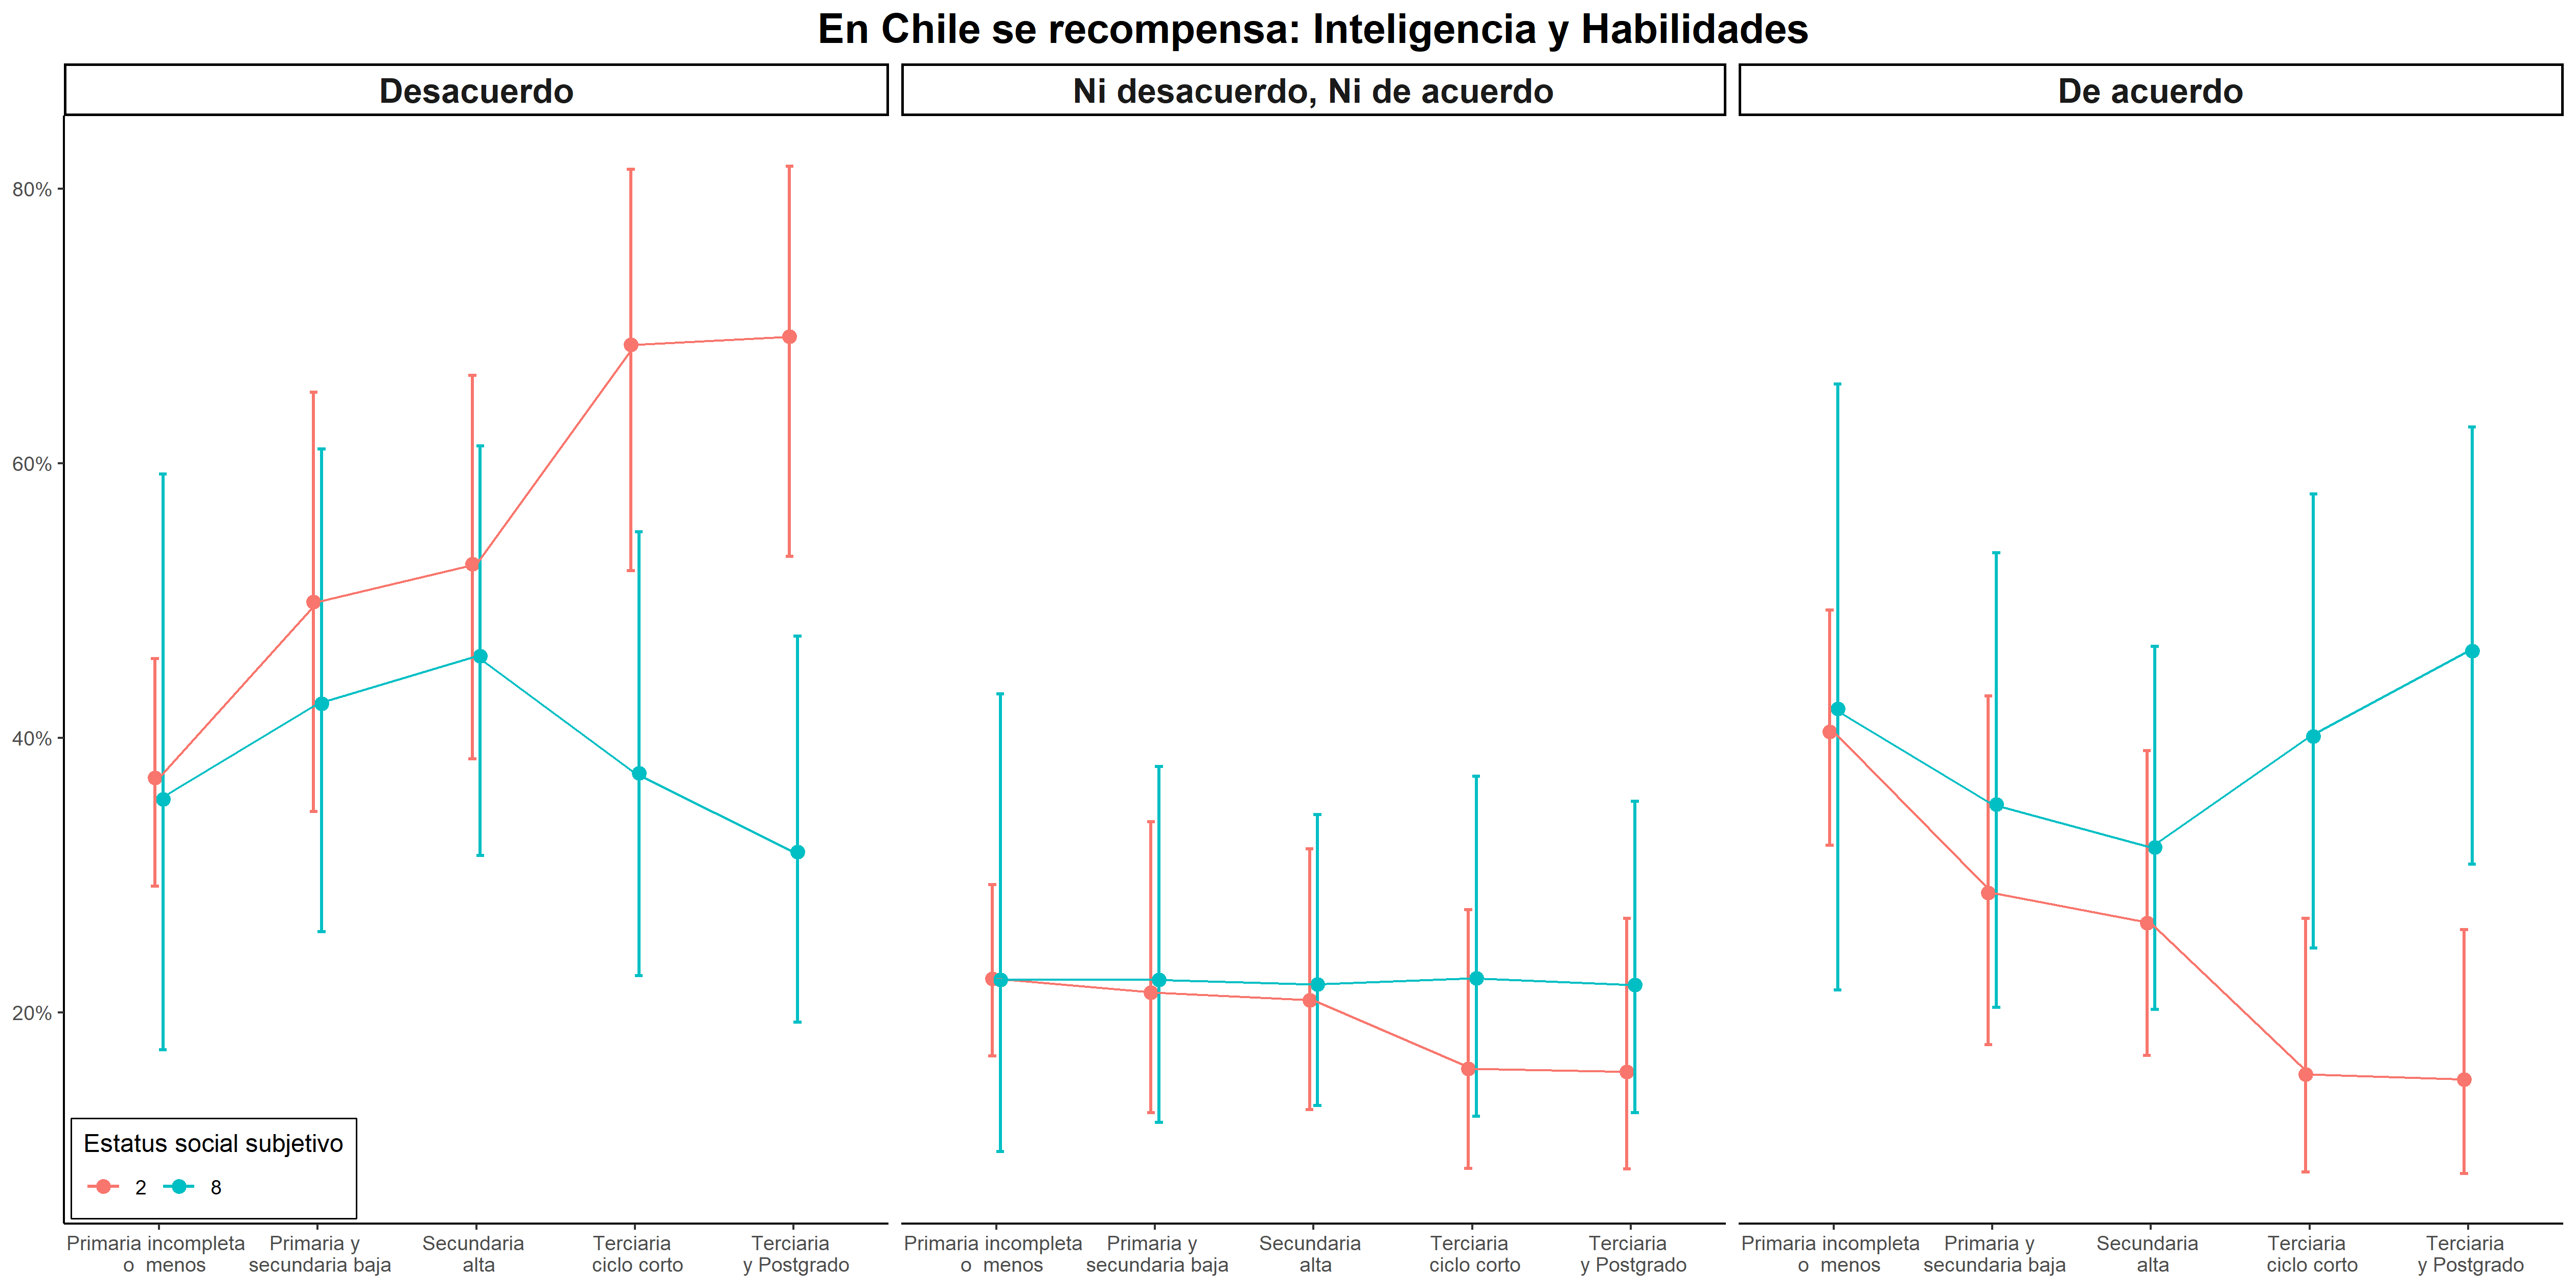 En Chile se recompensa: Inteligencia y Habilidades
Desacuerdo
Ni desacuerdo, Ni de acuerdo
De acuerdo
80%
60%
40%
20%
Estatus social subjetivo
2
8
Primaria incompleta
o menos
Primaria y
secundaria baja
Secundaria
alta
Terciaria
ciclo corto
Terciaria
y Postgrado
Primaria incompleta
o menos
Primaria y
secundaria baja
Secundaria
alta
Terciaria
ciclo corto
Terciaria
y Postgrado
Primaria incompleta
o menos
Primaria y
secundaria baja
Secundaria
alta
Terciaria
ciclo corto
Terciaria
y Postgrado